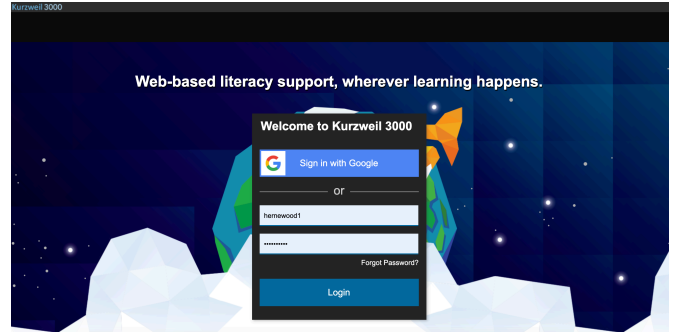 Kurzweil 3000
Web-based literacy support, wherever learning happens.
Welcome to Kurzweil 3000
Sign in with Google
or
hemewood1
••••••••••
Forgot Password?
Login